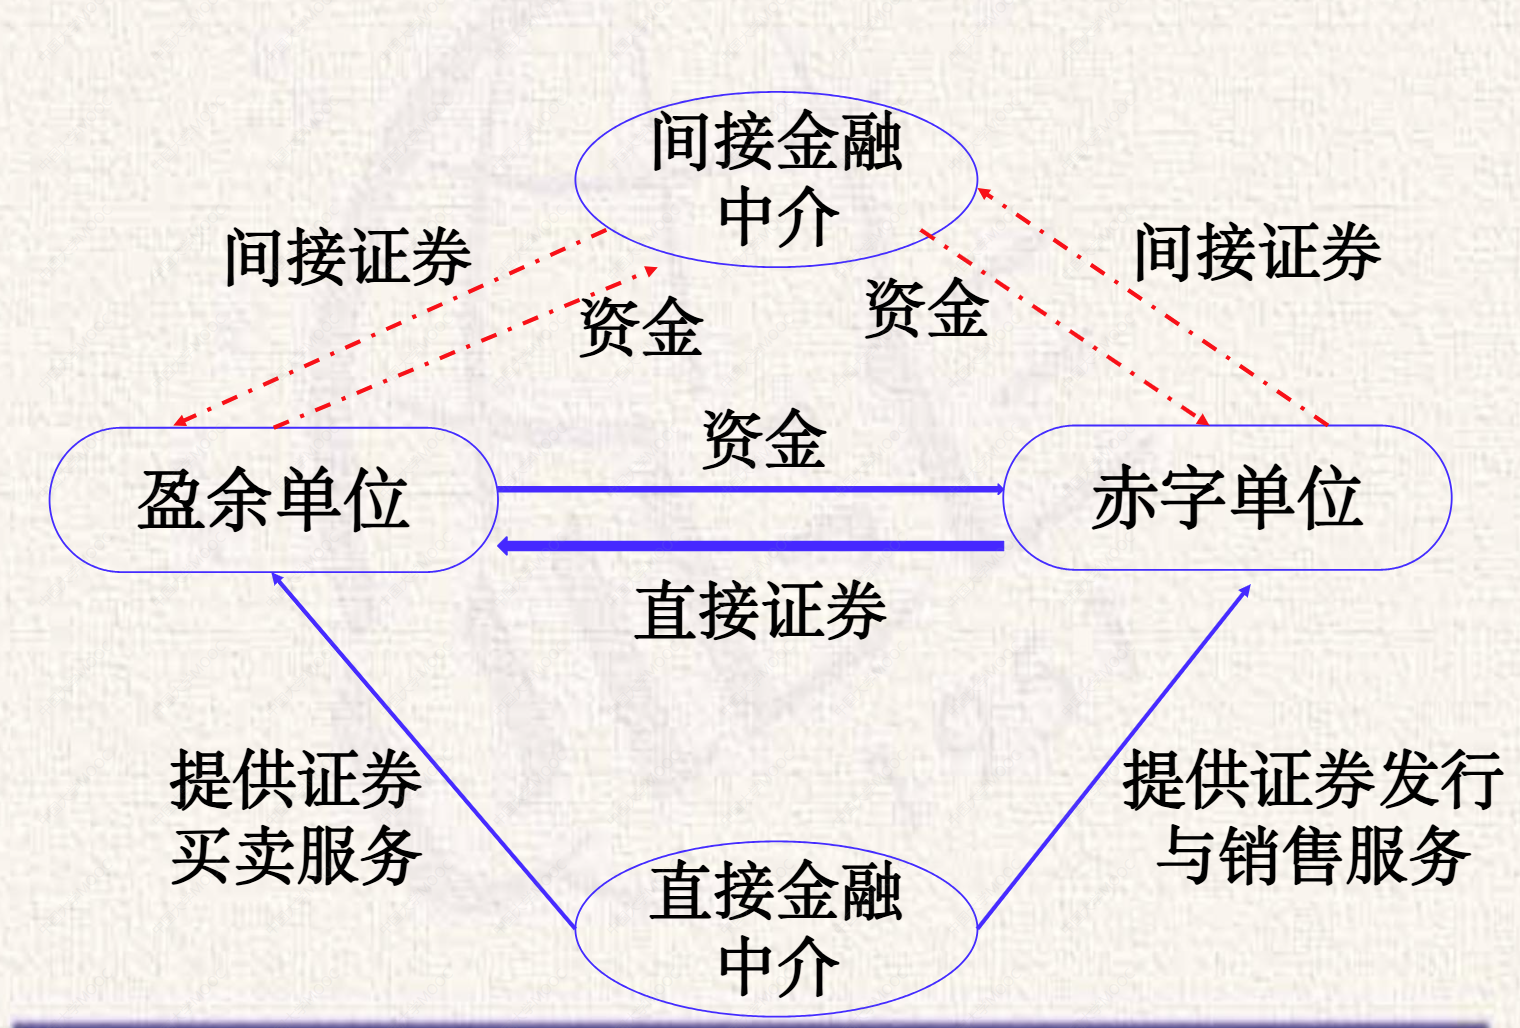 间接金融
中介
间接证券
间接证券
资金
资金
资金
盈余单位
赤字单位
直接证券
提供证券
买卖服务
提供证券发行
与销售服务
直接金融
中介